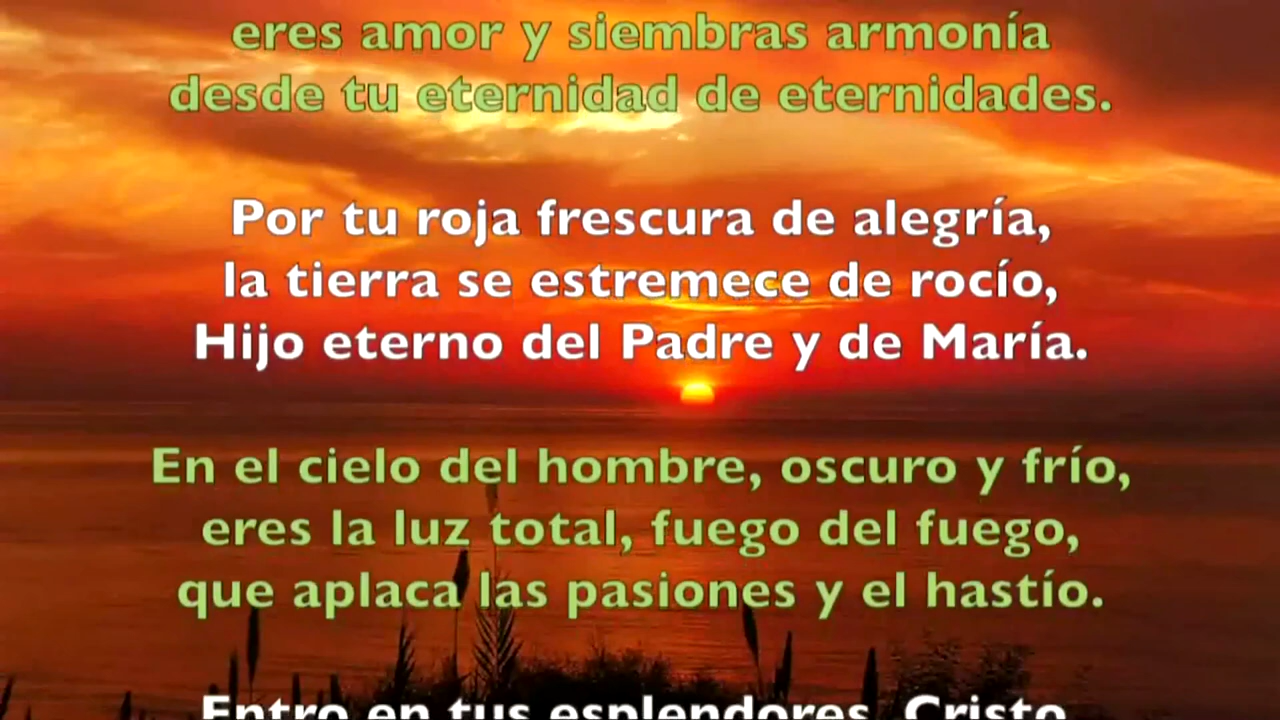 eres amor y siembras armonía
desde tu eternidad de eternidades.
Por tu roja frescura de alegría,
la tierra se estremece de rocío,
Hijo eterno del Padre y de María.
En el cielo del hombre, oscuro y frío,
eres la luz total, fuego del fuego,
que aplaca las pasiones y el hastío.
Entro en tus esplendores, Cristo